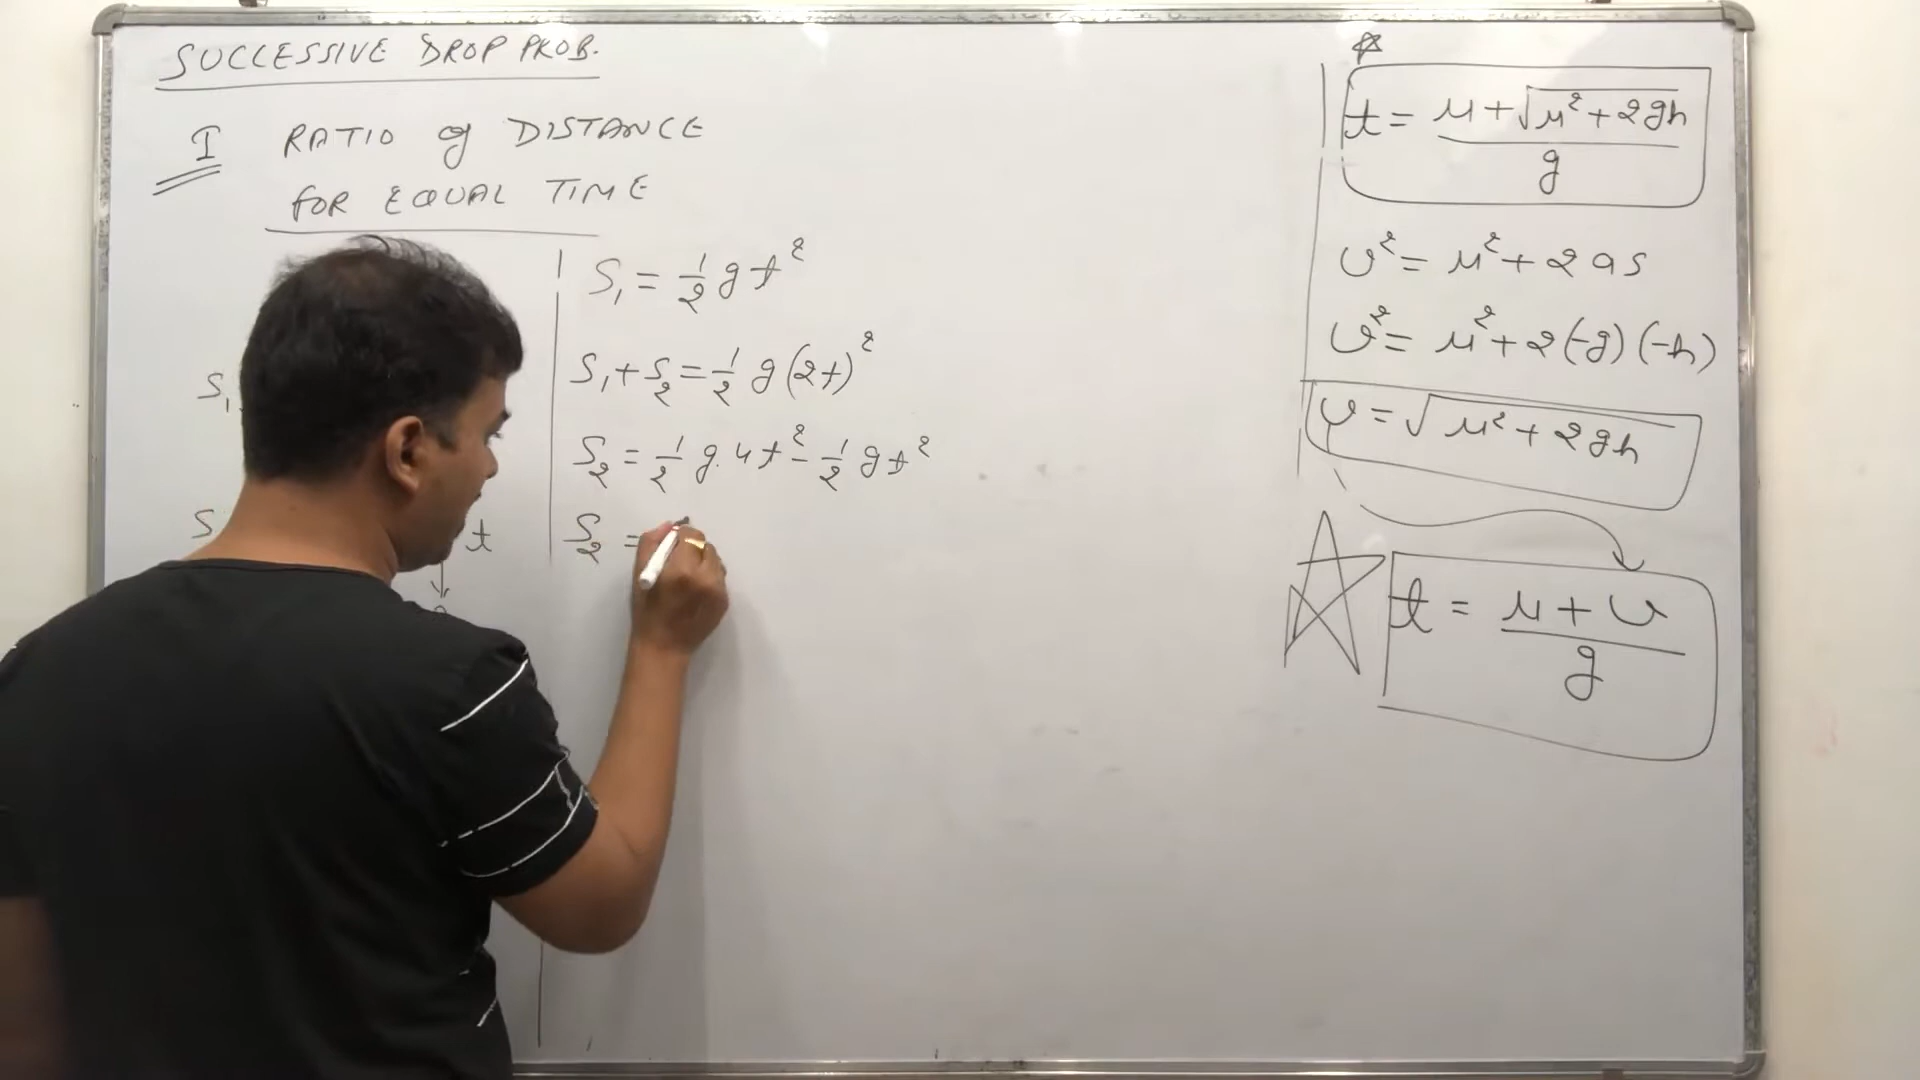 SUCCESSIVE DROP PROB.
I RATIO of DISTANCE
FOR EQUAL TIME
S₁
S
t
S₁ = 1/2 g t²
S₁ + S₂ = 1/2 g (2t)²
S₂ = 1/2 g. 4t² - 1/2 g t²
S₂ =
t = u + √u² + 2gh / g
v² = u² + 2as
v² = u² + 2(-g)(-h)
v = √u² + 2gh
t = u + v / g